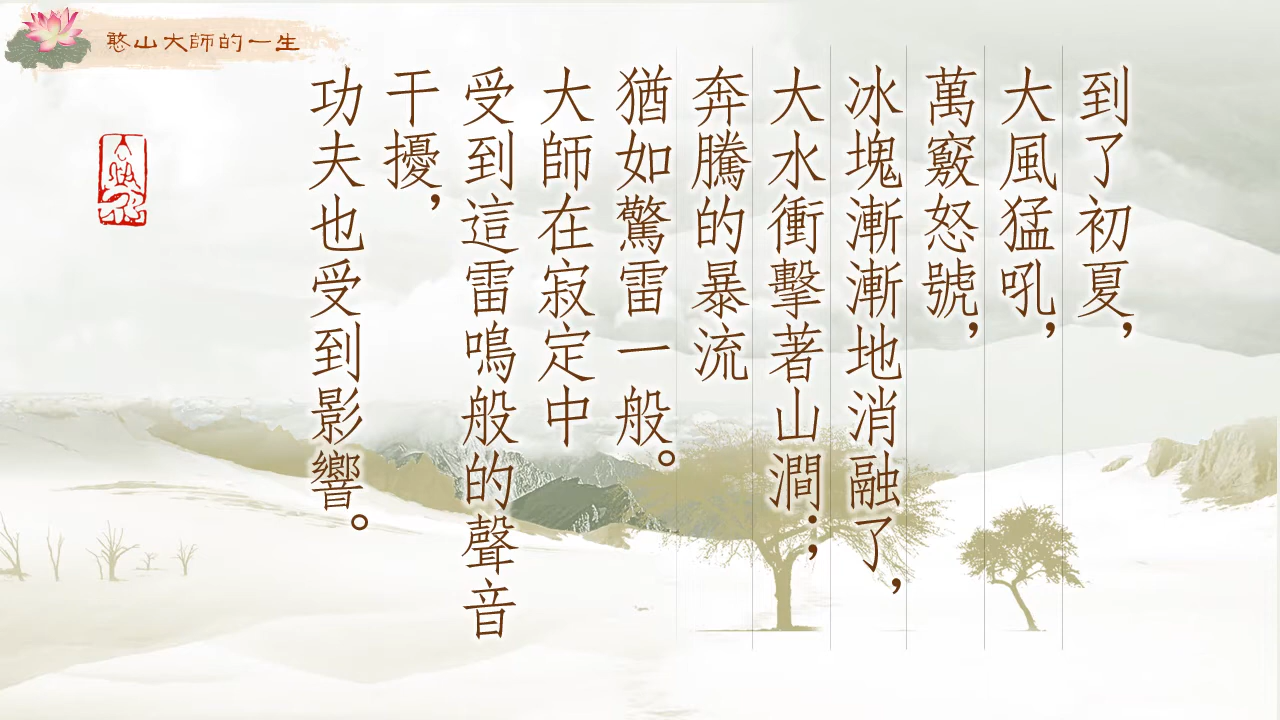 憨山大師的一生
到了初夏，
大風猛吼，
萬竅怒號，
冰塊漸漸地消融了，
大水衝擊著山澗；
奔騰的暴流
猶如驚雷一般。
大師在寂定中
受到這雷鳴般的聲音
干擾，
功夫也受到影響。